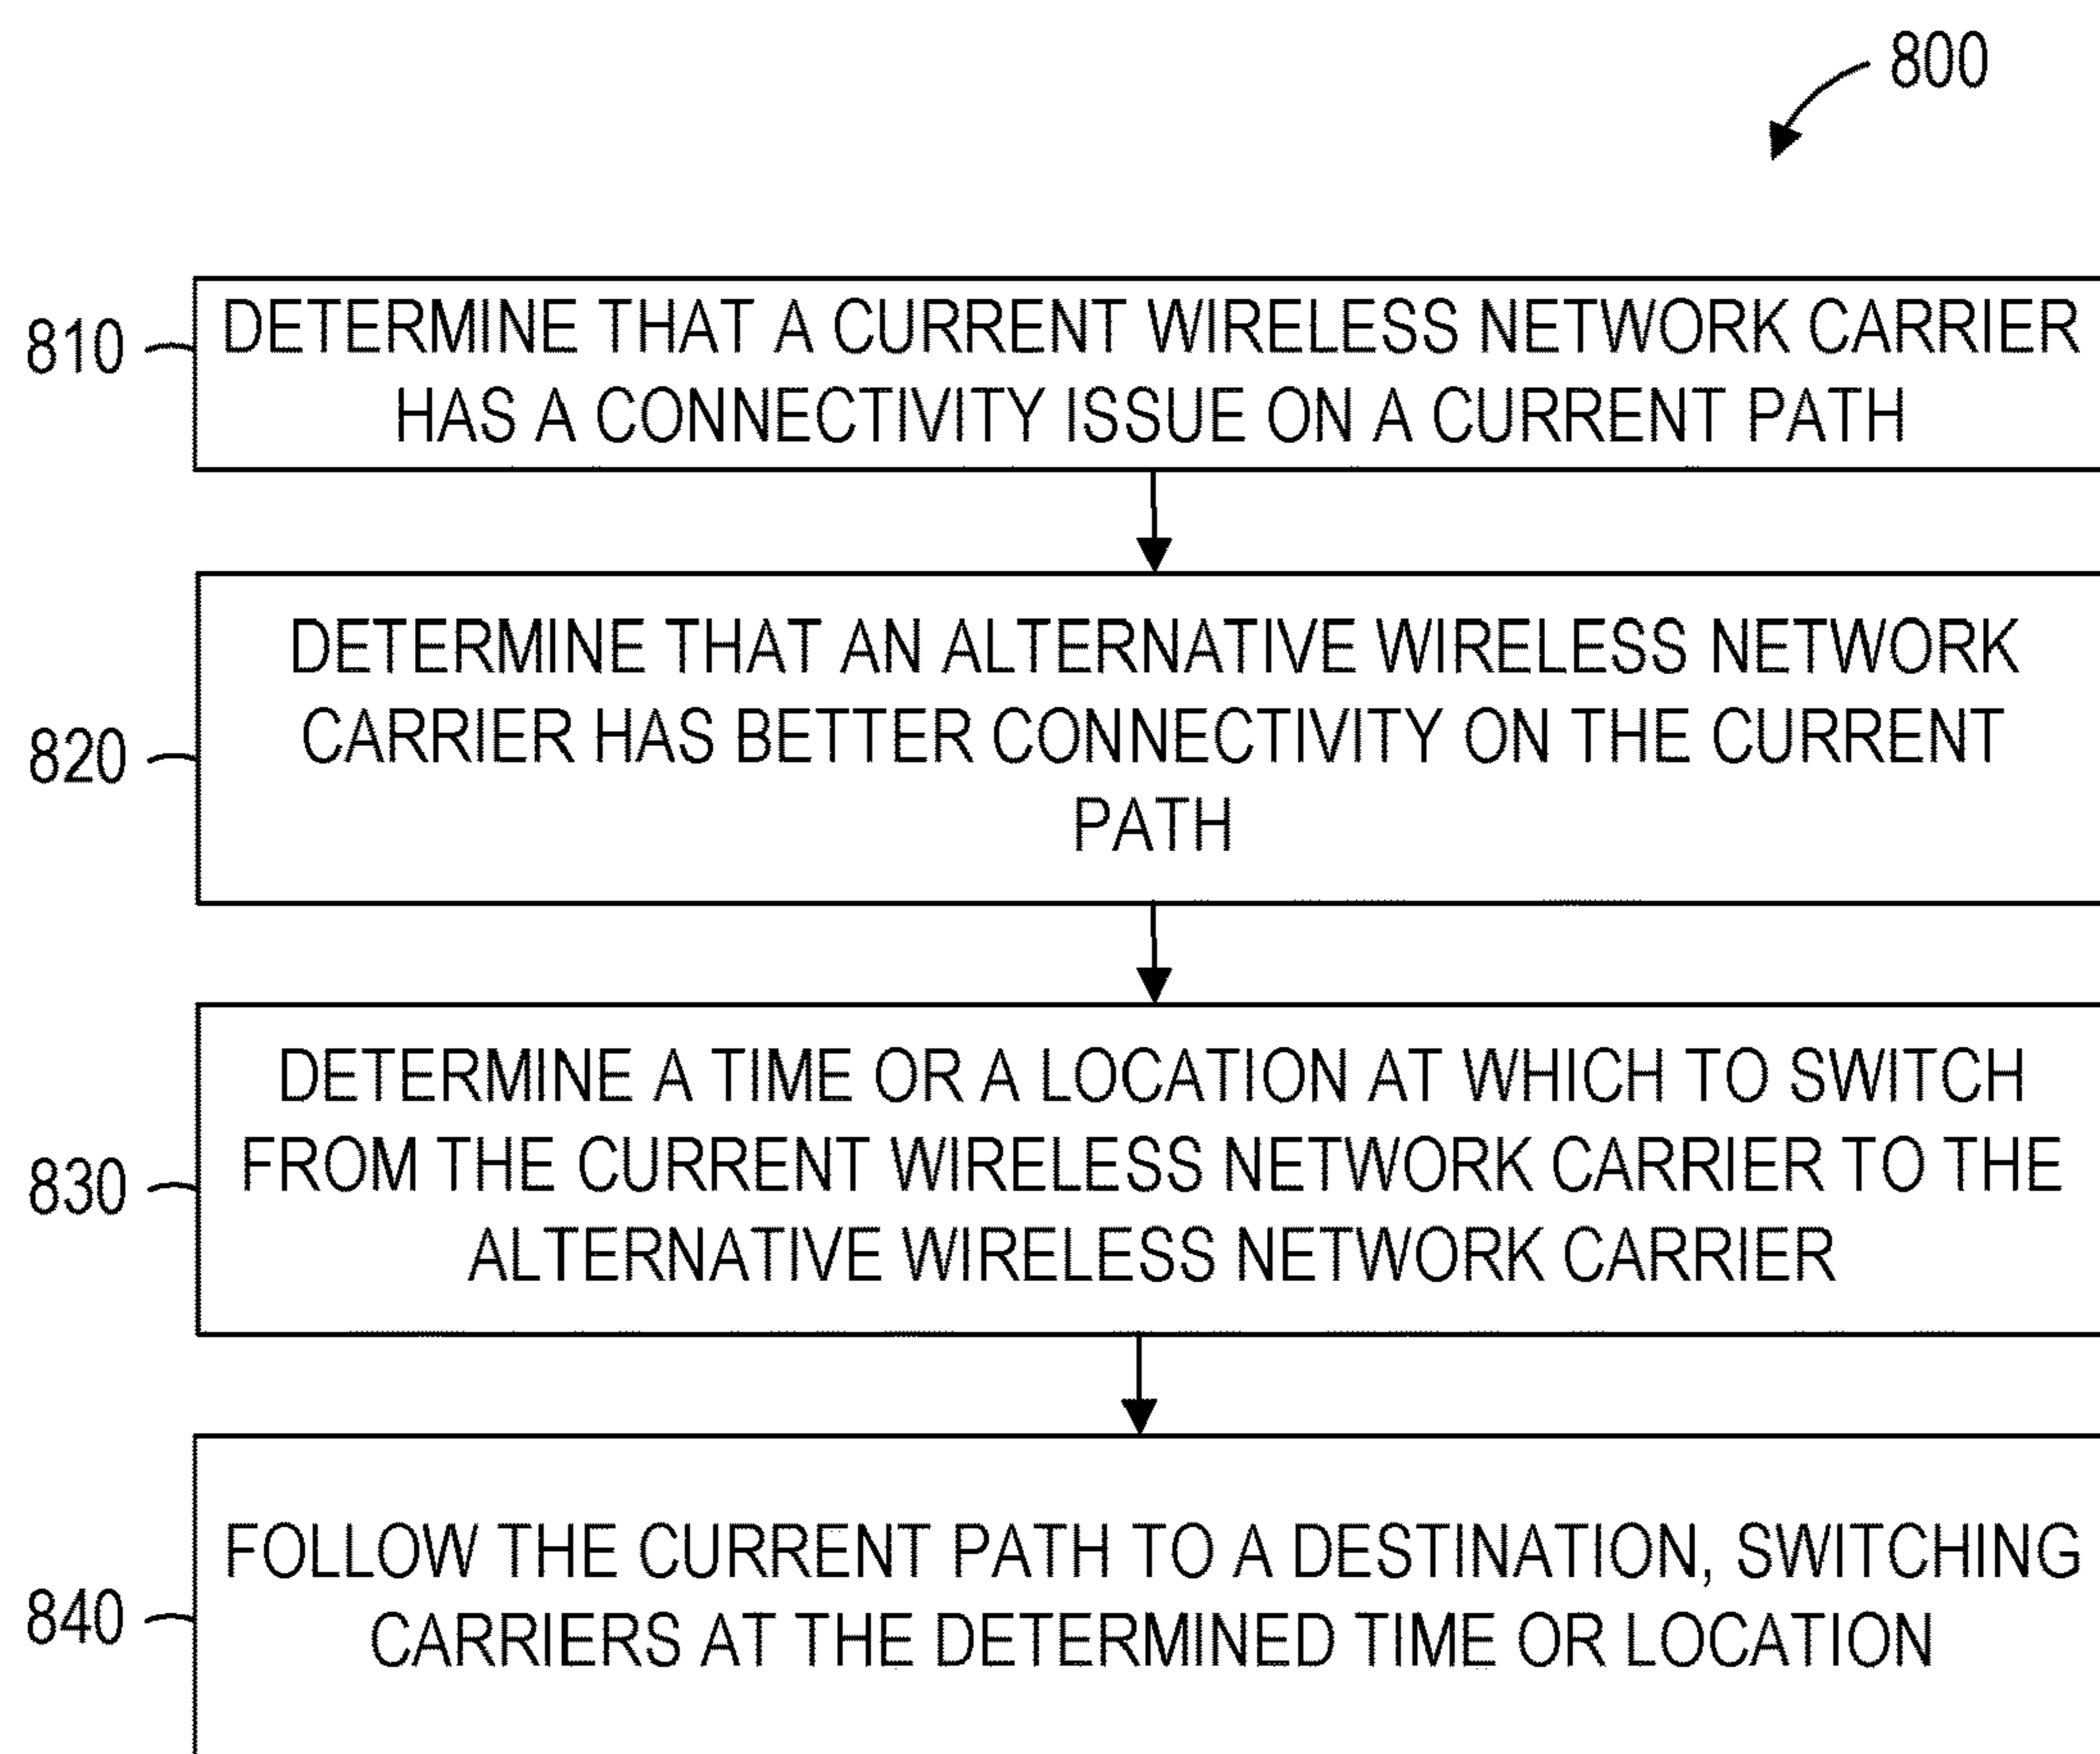 800
810
DETERMINE THAT A CURRENT WIRELESS NETWORK CARRIER
HAS A CONNECTIVITY ISSUE ON A CURRENT PATH
820
DETERMINE THAT AN ALTERNATIVE WIRELESS NETWORK
CARRIER HAS BETTER CONNECTIVITY ON THE CURRENT
PATH
830
DETERMINE A TIME OR A LOCATION AT WHICH TO SWITCH
FROM THE CURRENT WIRELESS NETWORK CARRIER TO THE
ALTERNATIVE WIRELESS NETWORK CARRIER
840
FOLLOW THE CURRENT PATH TO A DESTINATION, SWITCHING
CARRIERS AT THE DETERMINED TIME OR LOCATION